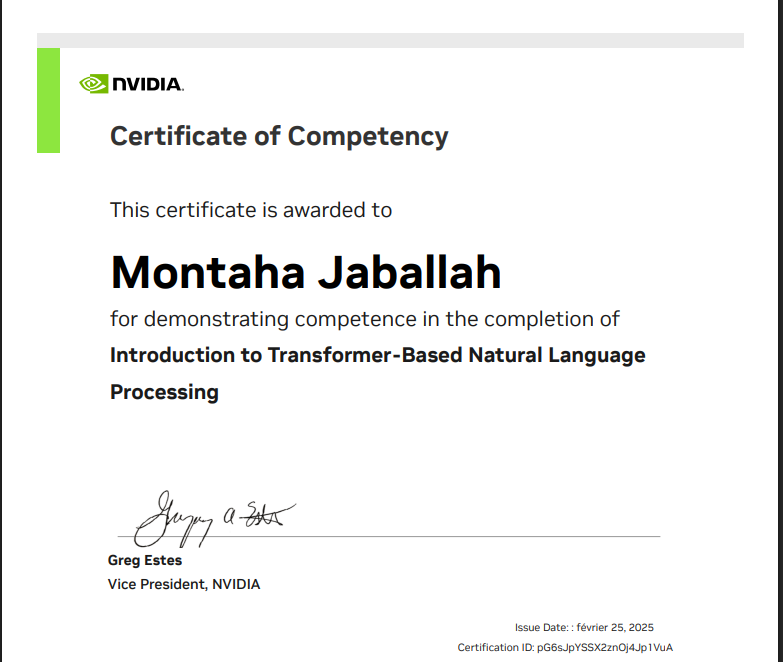 NVIDIA.
Certificate of Competency
This certificate is awarded to
Montaha Jaballah
for demonstrating competence in the completion of
Introduction to Transformer-Based Natural Language
Processing
Greg Estes
Vice President, NVIDIA
Issue Date: : février 25, 2025
Certification ID: pG6sJpYSSX2znOj4Jp1VuA